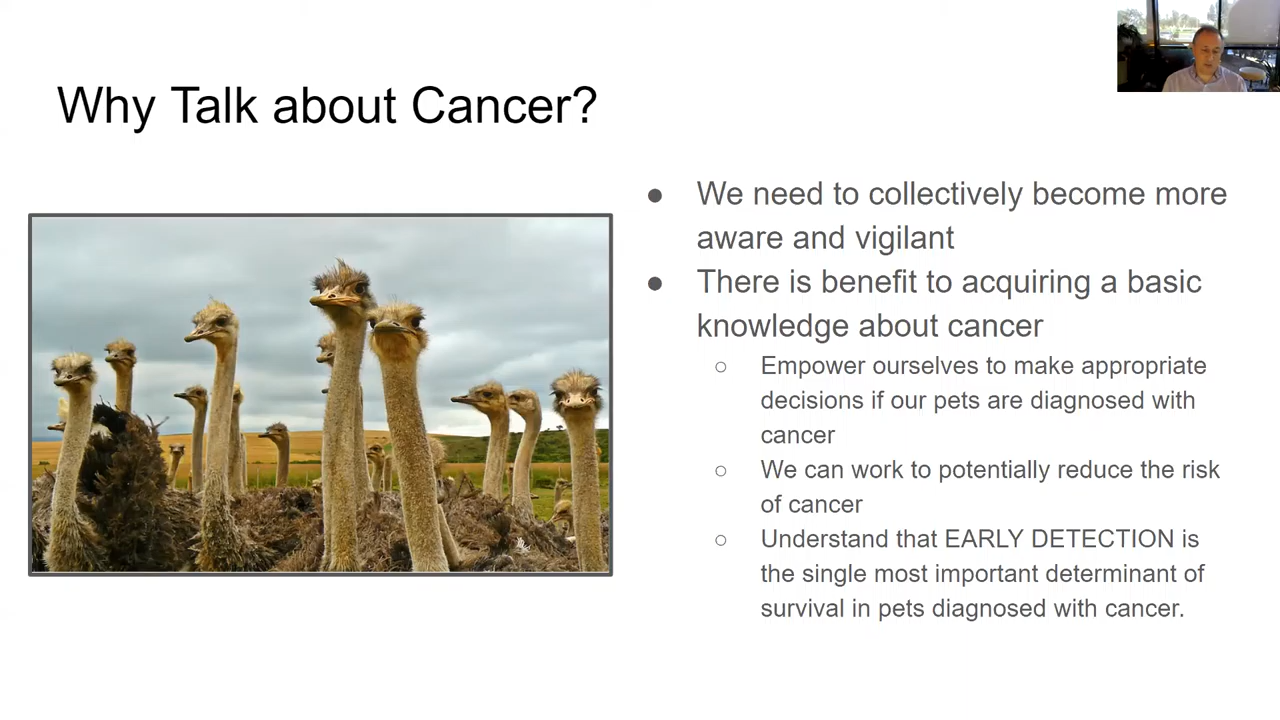 Why Talk about Cancer?
● We need to collectively become more
aware and vigilant
● There is benefit to acquiring a basic
knowledge about cancer
○ Empower ourselves to make appropriate
decisions if our pets are diagnosed with
cancer
○ We can work to potentially reduce the risk
of cancer
○ Understand that EARLY DETECTION is
the single most important determinant of
survival in pets diagnosed with cancer.